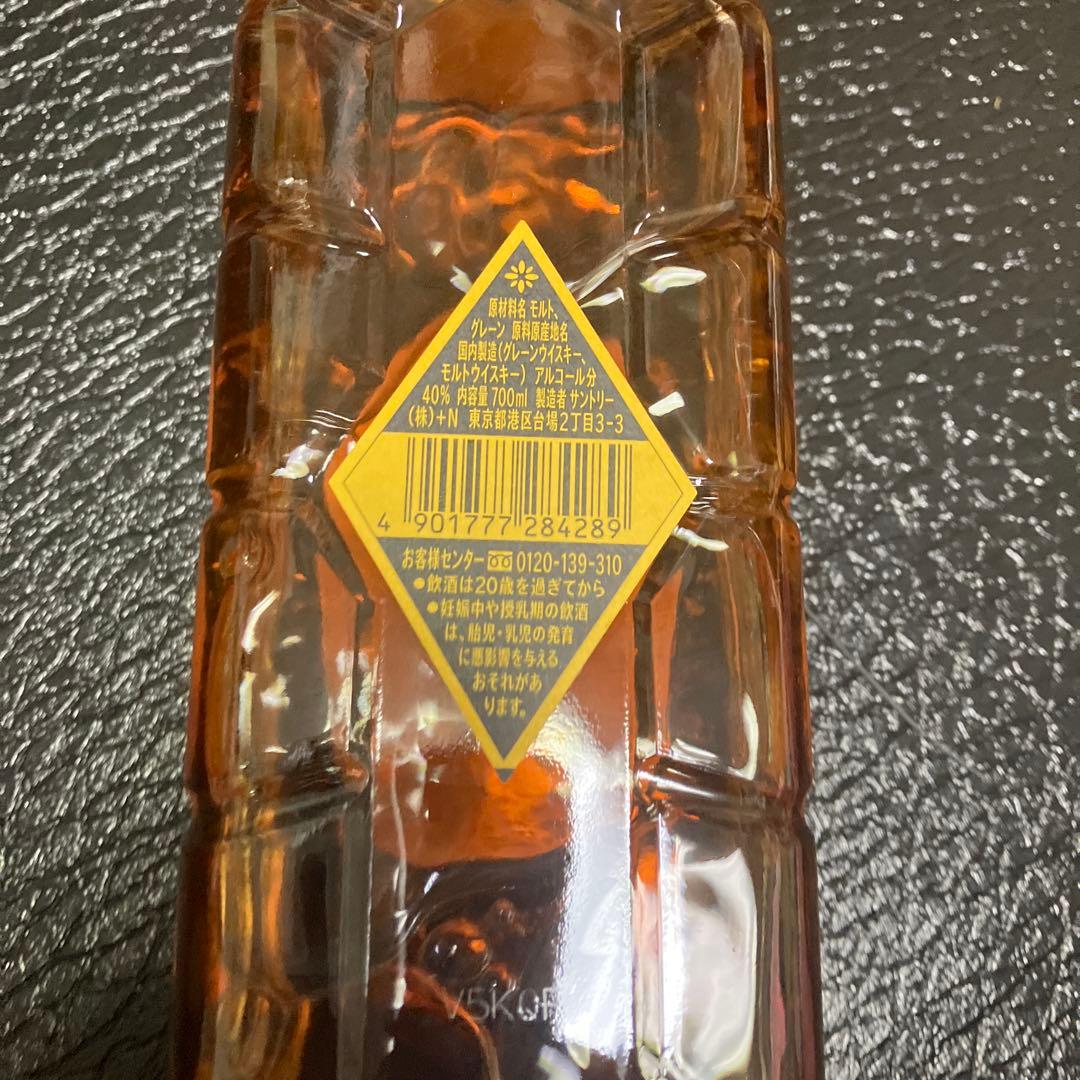 原材料名 モルト、
グレーン 原料原産地名
国内製造(グレーンウイスキー、
モルトウイスキー) アルコール分
40% 内容量 700ml 製造者 サントリー
(株)+N 東京都港区台場2丁目3-3
4 901777 284289
お客様センター 0120-139-310
●飲酒は20歳を過ぎてから
●妊娠中や授乳期の飲酒
は、胎児・乳児の発育
に悪影響を与える
おそれがあ
ります。